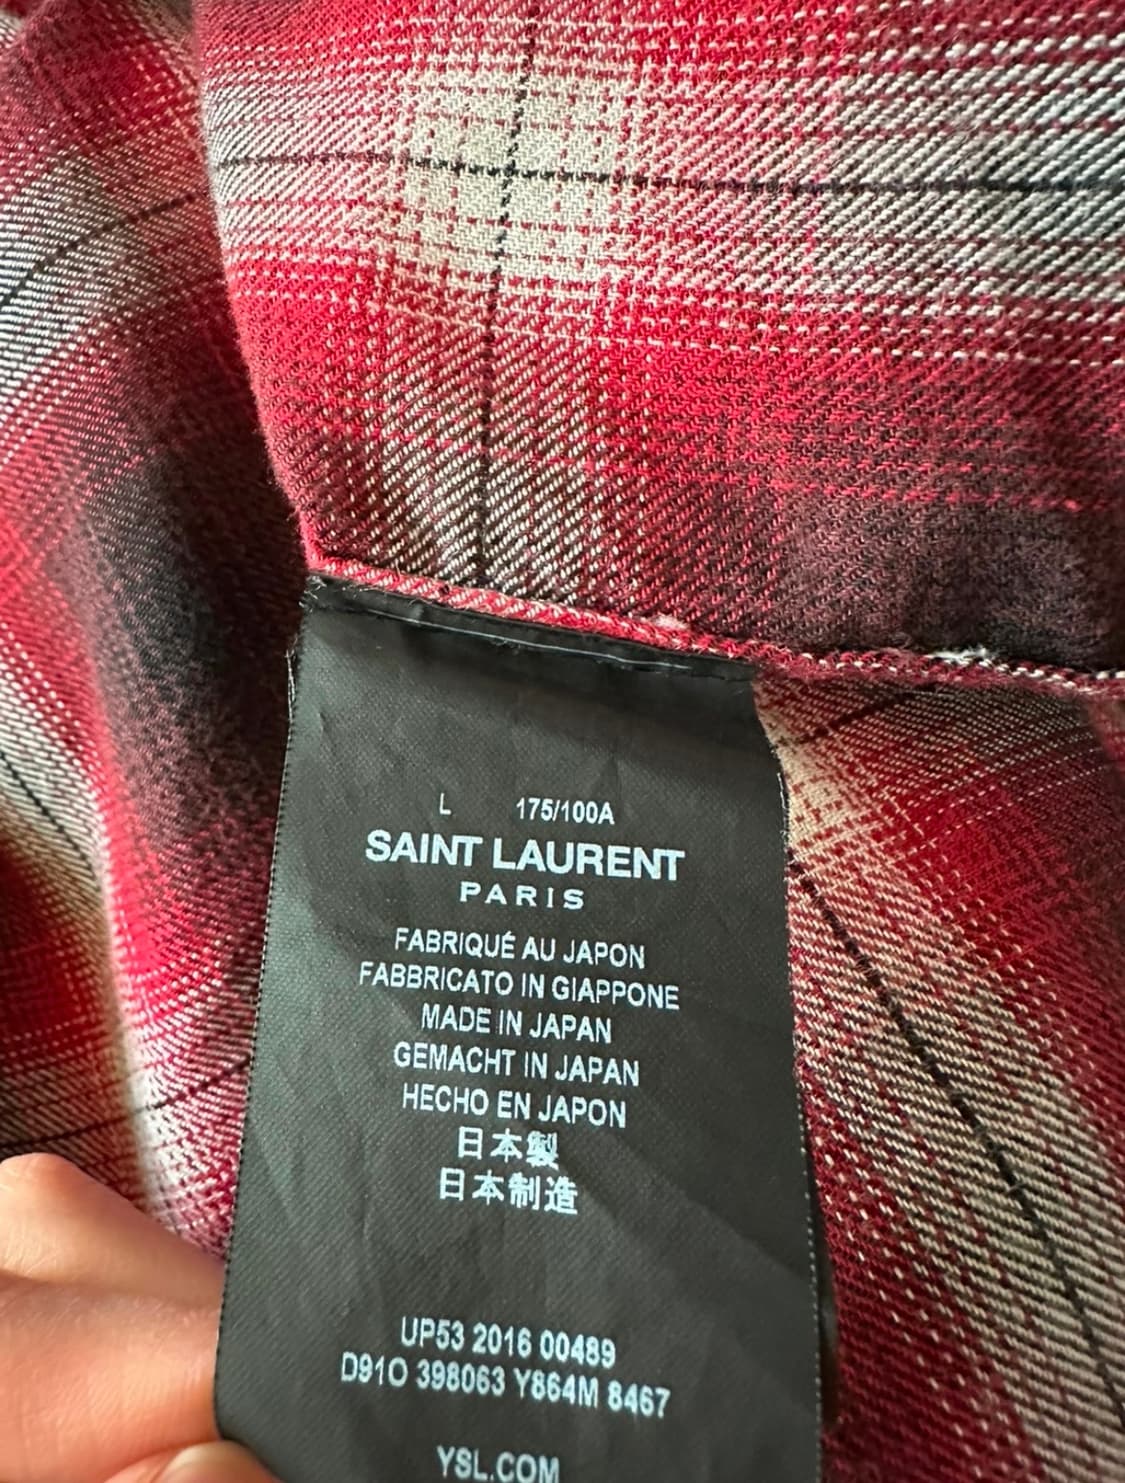 L 175/100A
SAINT LAURENT
PARIS
FABRIQUÉ AU JAPON
FABBRICATO IN GIAPPONE
MADE IN JAPAN
GEMACHT IN JAPAN
HECHO EN JAPON
日本製
日本制造
UP53 2016 00489
D91O 398063 Y864M 8467
YSL.COM